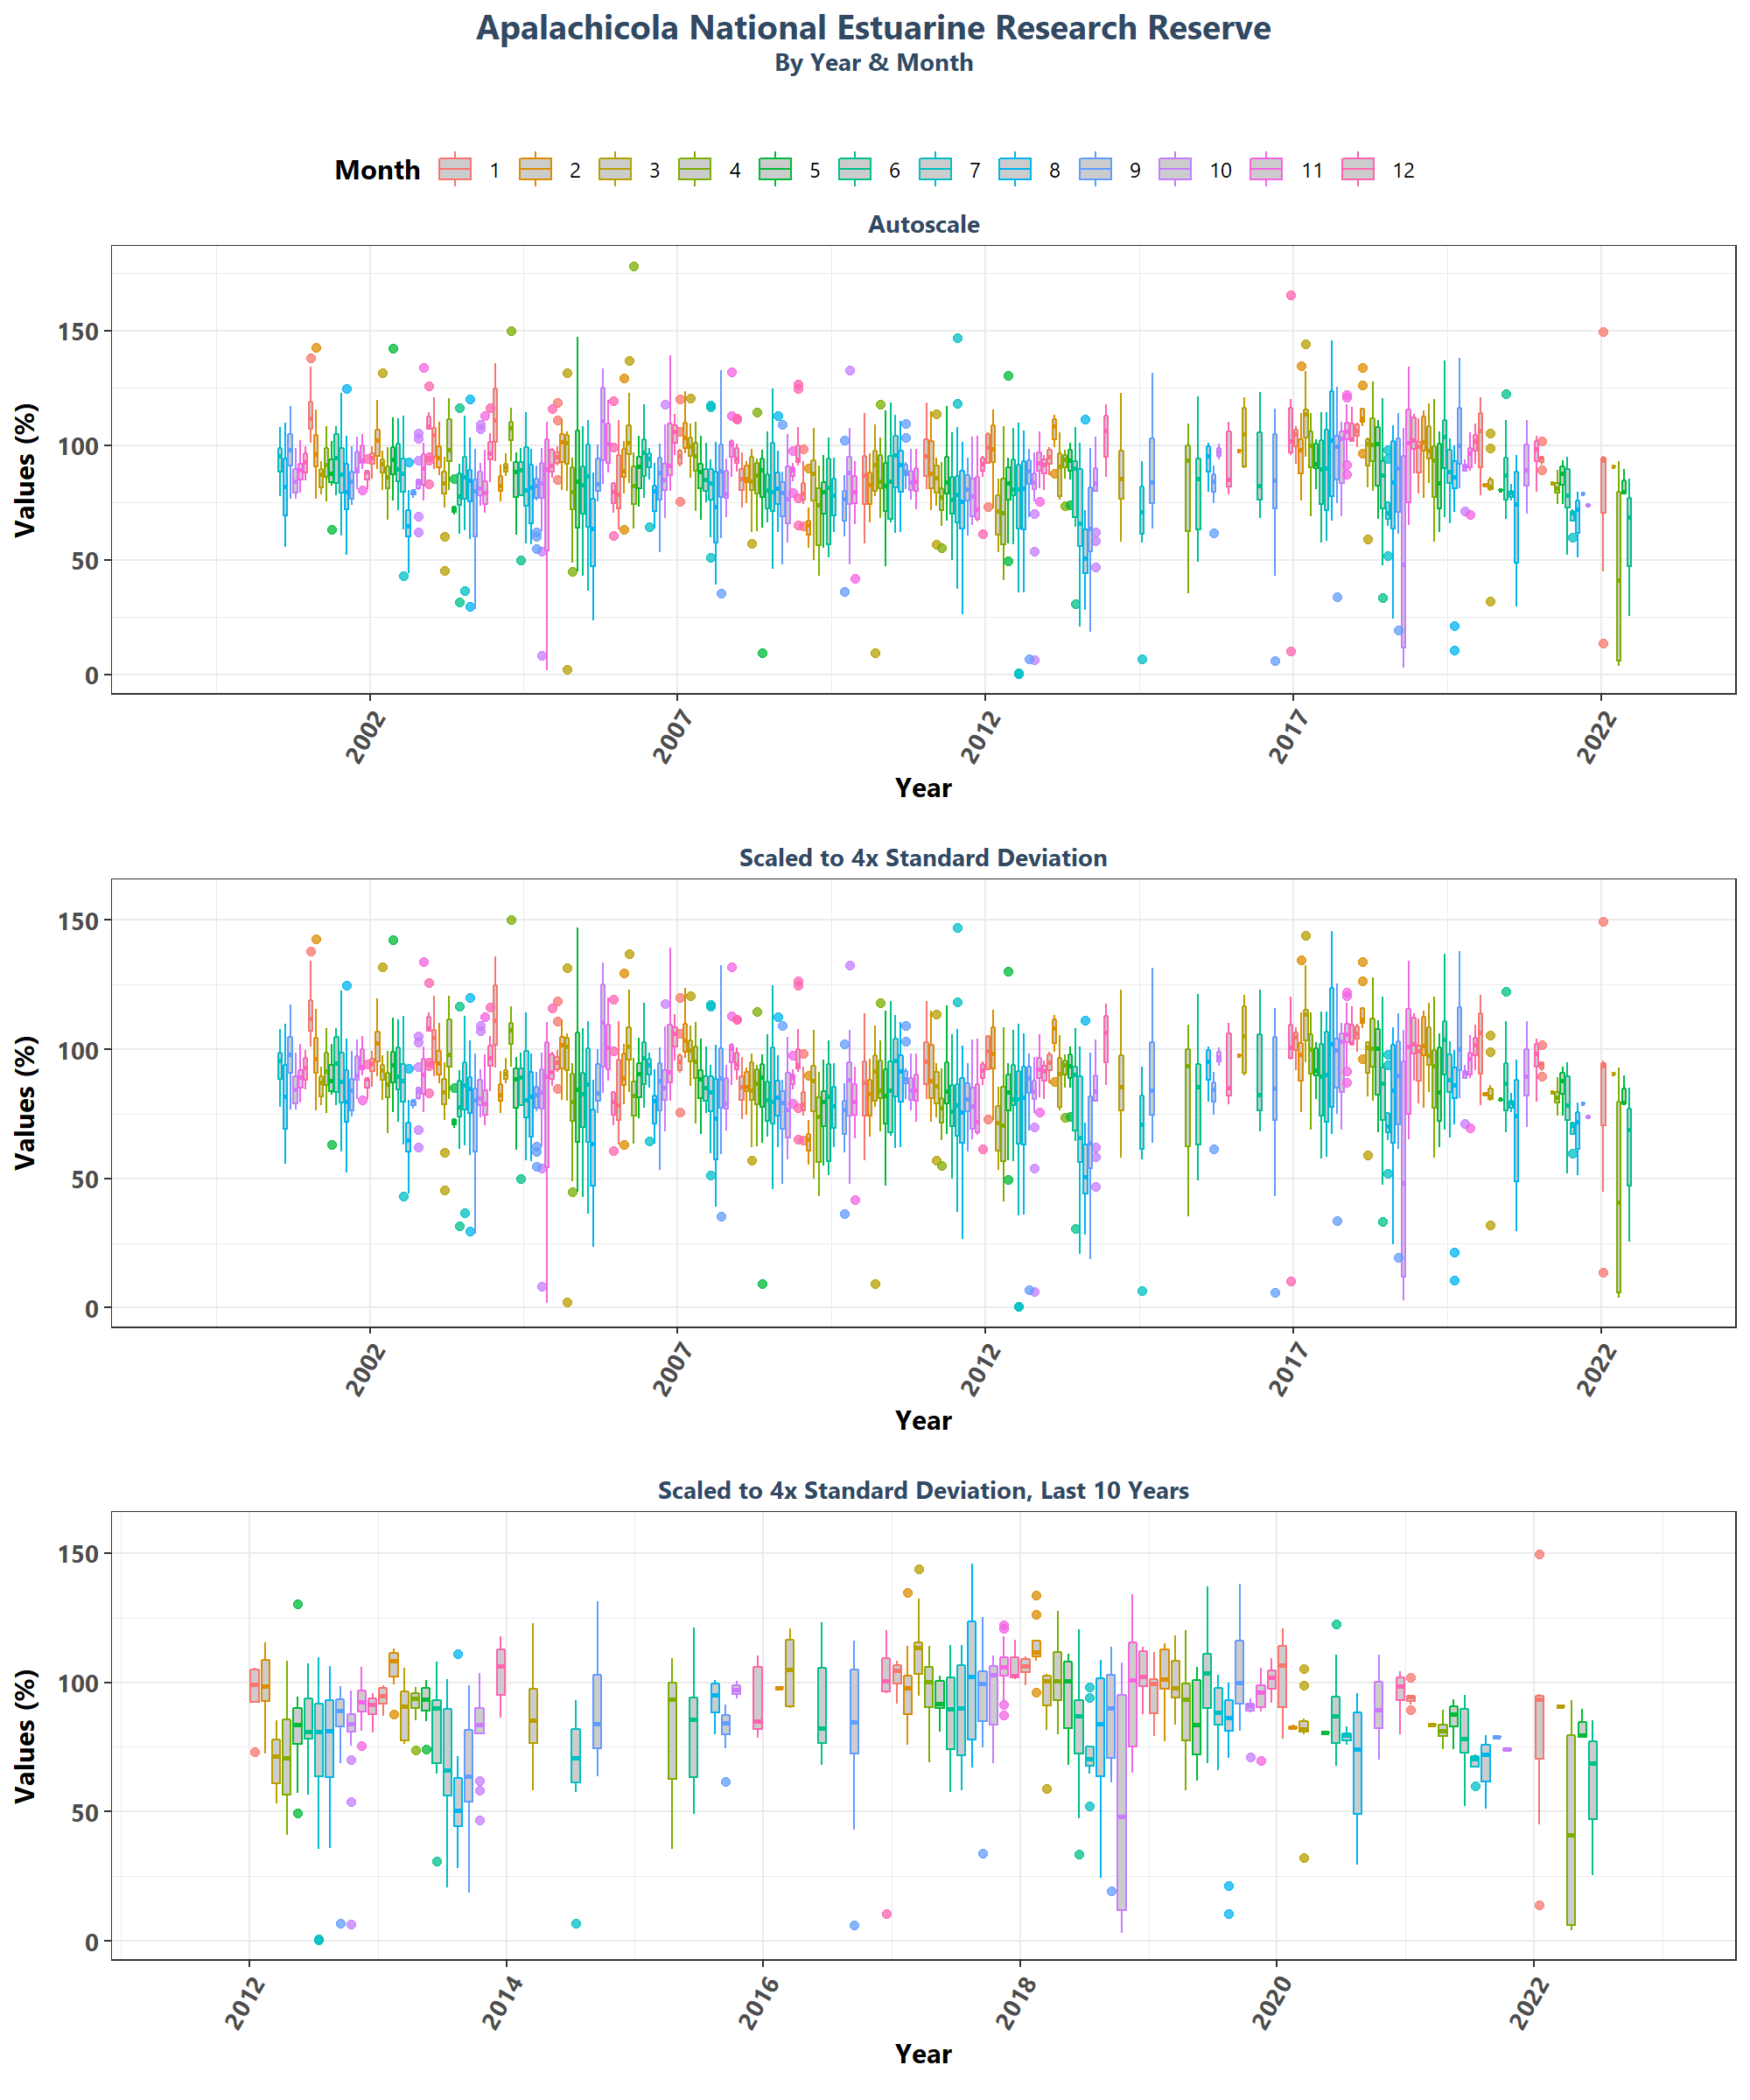 Apalachicola National Estuarine Research Reserve
By Year & Month
Month 1 2 3 4 5 6 7 8 9 10 11 12
Autoscale
Values (%)
150
100
50
0
2002 2007 2012 2017 2022
Year
Scaled to 4x Standard Deviation
Values (%)
150
100
50
0
2002 2007 2012 2017 2022
Year
Scaled to 4x Standard Deviation, Last 10 Years
Values (%)
150
100
50
0
2012 2014 2016 2018 2020 2022
Year